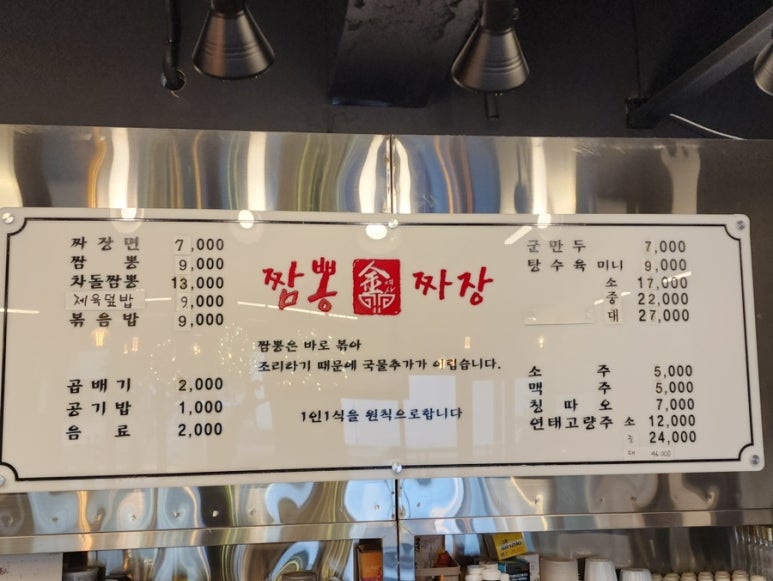 짜장면 7,000
짬뽕 9,000
차돌짬뽕 13,000
제육덮밥 9,000
볶음밥 9,000
곱배기 2,000
공기밥 1,000
음료 2,000
짬뽕 짜장
짬뽕은 바로 볶아
조리하기 때문에 국물추가가 어렵습니다.
1인1식을 원칙으로합니다
군만두 7,000
탕수육 미니 9,000
소 17,000
중 22,000
대 27,000
소주 5,000
맥주 5,000
칭따오 7,000
연태고량주 소 12,000
중 24,000
대 46,000